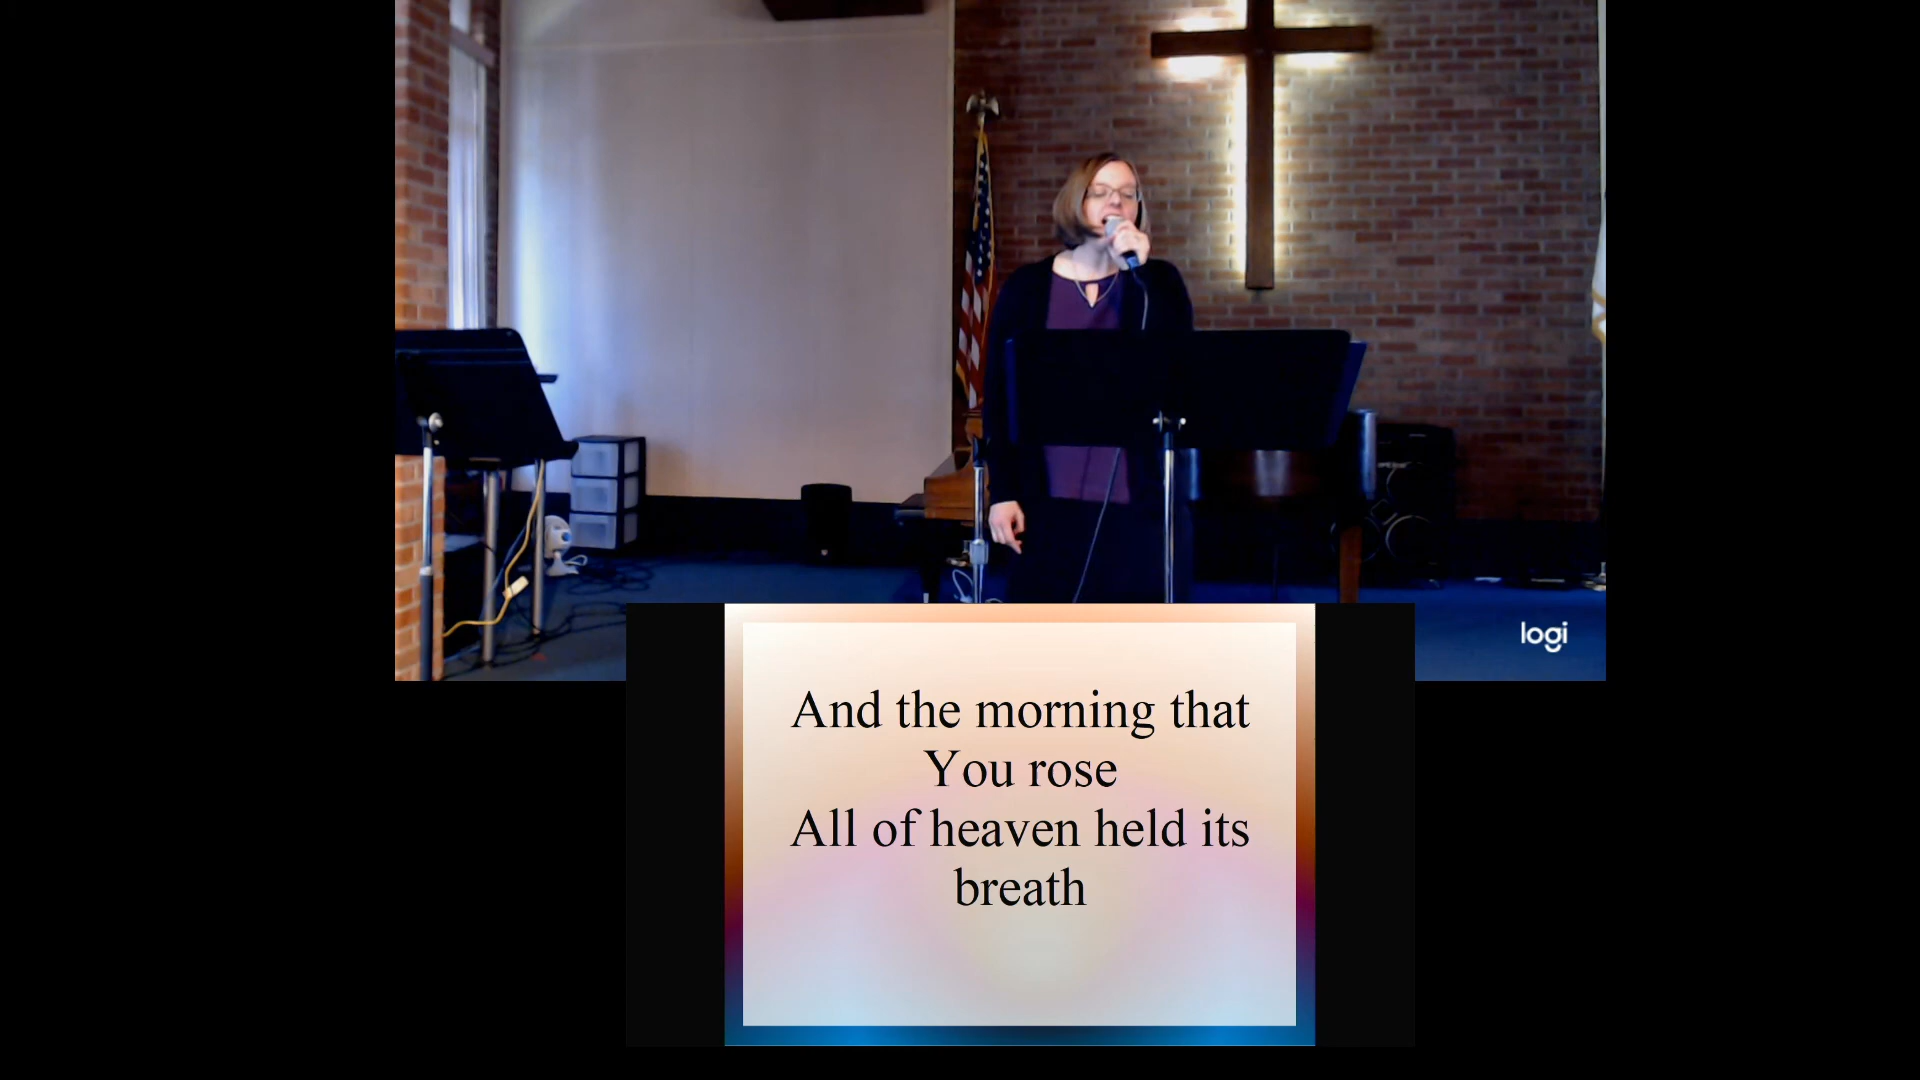 logi
And the morning that
You rose
All of heaven held its
breath